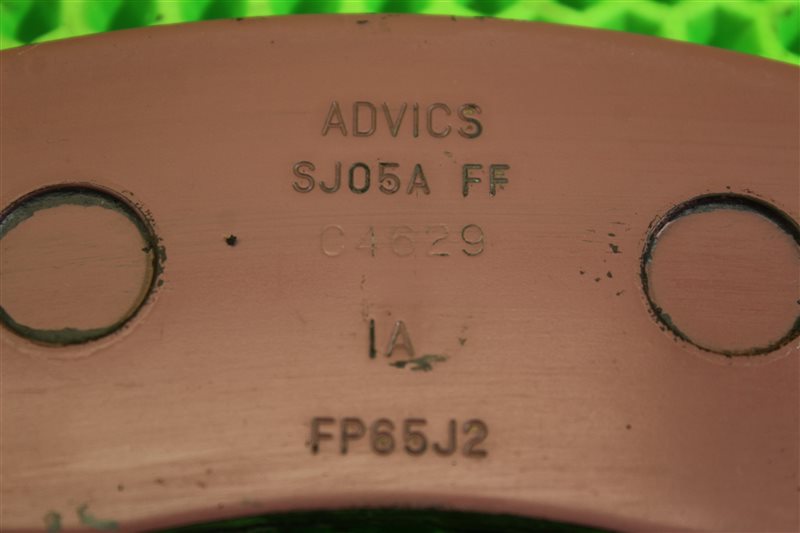 ADVICS
SJ05A FF
C4629
IA
FP65J2